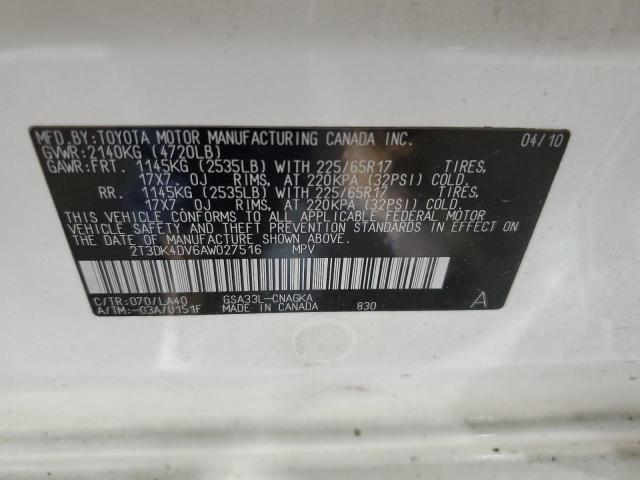 MFD.BY:TOYOTA MOTOR MANUFACTURING CANADA INC. 04/10
GVWR:2140KG (4720LB)
GAWR:FRT. 1145KG (2535LB) WITH 225/65R17 TIRES,
17X7 OJ RIMS, AT 220KPA (32PSI) COLD.
RR. 1145KG (2535LB) WITH 225/65R17 TIRES,
17X7 OJ RIMS, AT 220KPA (32PSI) COLD.
THIS VEHICLE CONFORMS TO ALL APPLICABLE FEDERAL MOTOR
VEHICLE SAFETY AND THEFT PREVENTION STANDARDS IN EFFECT ON
THE DATE OF MANUFACTURE SHOWN ABOVE.
2T3DK4DV6AW027516 MPV
C/TR:070/LA40 GSA33L-CNAGKA
A/TM:-03A/U151F MADE IN CANADA 830 A